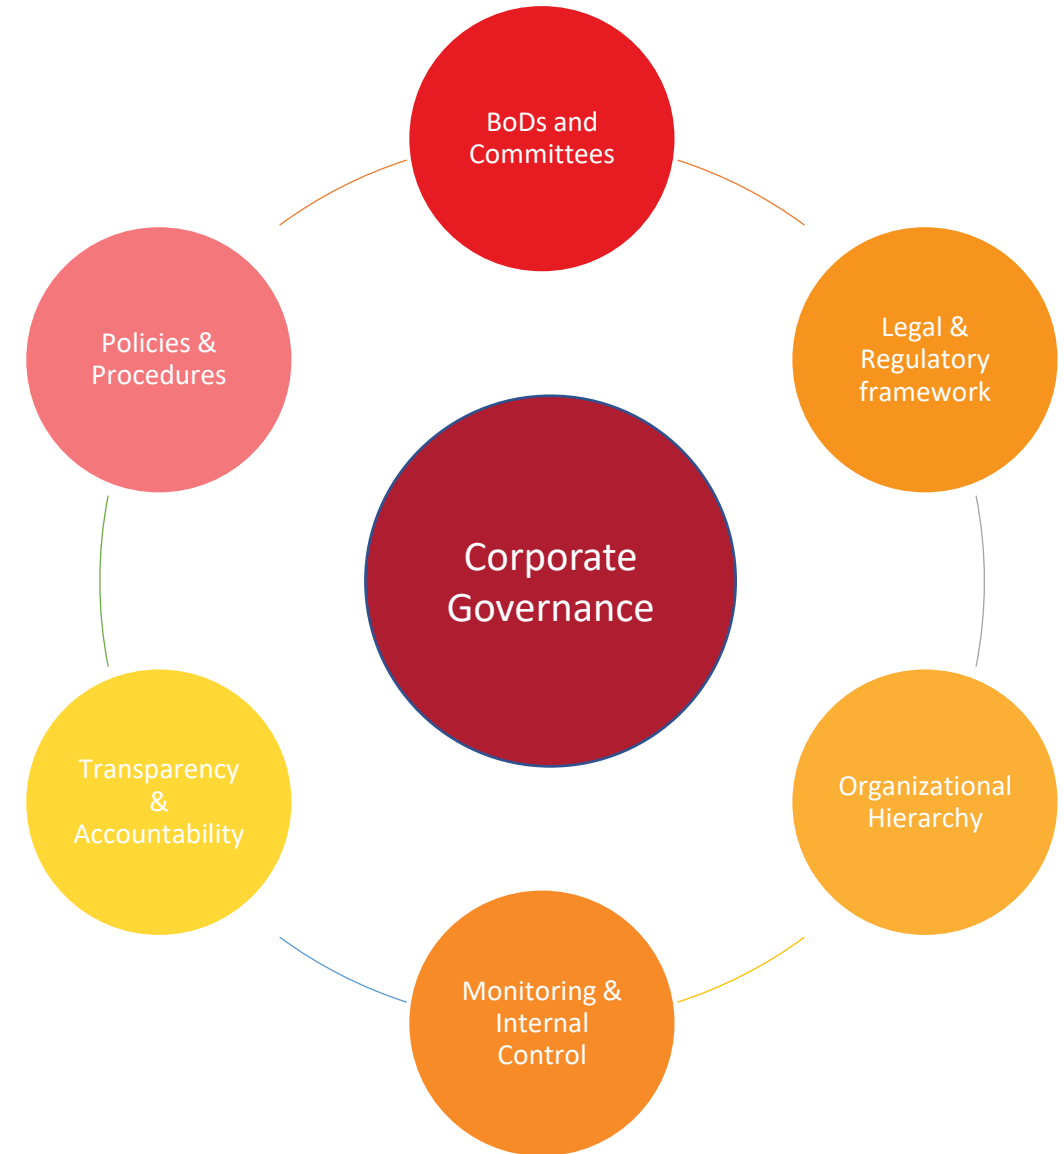 BoDs and
Committees
Legal &
Regulatory
framework
Organizational
Hierarchy
Monitoring &
Internal
Control
Transparency
&
Accountability
Policies &
Procedures
Corporate
Governance